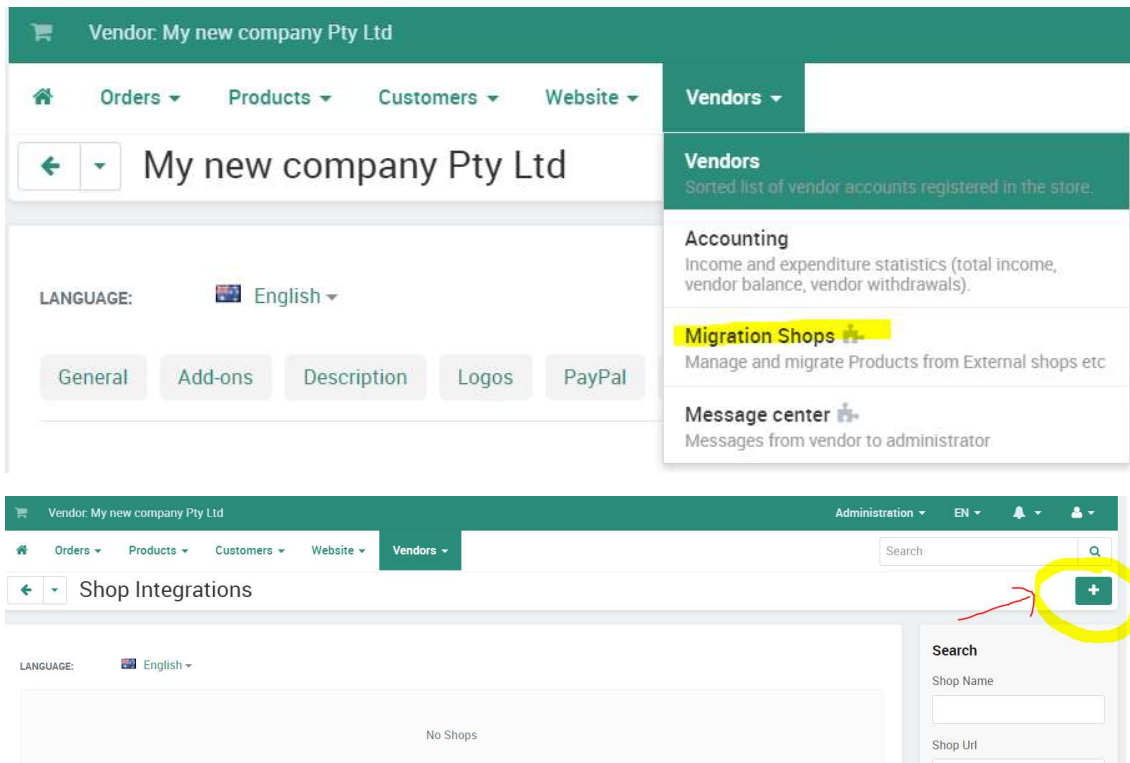 Vendor: My new company Pty Ltd
Orders Products Customers Website Vendors
My new company Pty Ltd
Vendors
Sorted list of vendor accounts registered in the store.
Accounting
Income and expenditure statistics (total income,
vendor balance, vendor withdrawals).
LANGUAGE: English
Migration Shops
Manage and migrate Products from External shops etc
General Add-ons Description Logos PayPal
Message center
Messages from vendor to administrator
Vendor: My new company Pty Ltd Administration EN
Orders Products Customers Website Vendors Search
Shop Integrations +
LANGUAGE: English
No Shops
Search
Shop Name
Shop Url